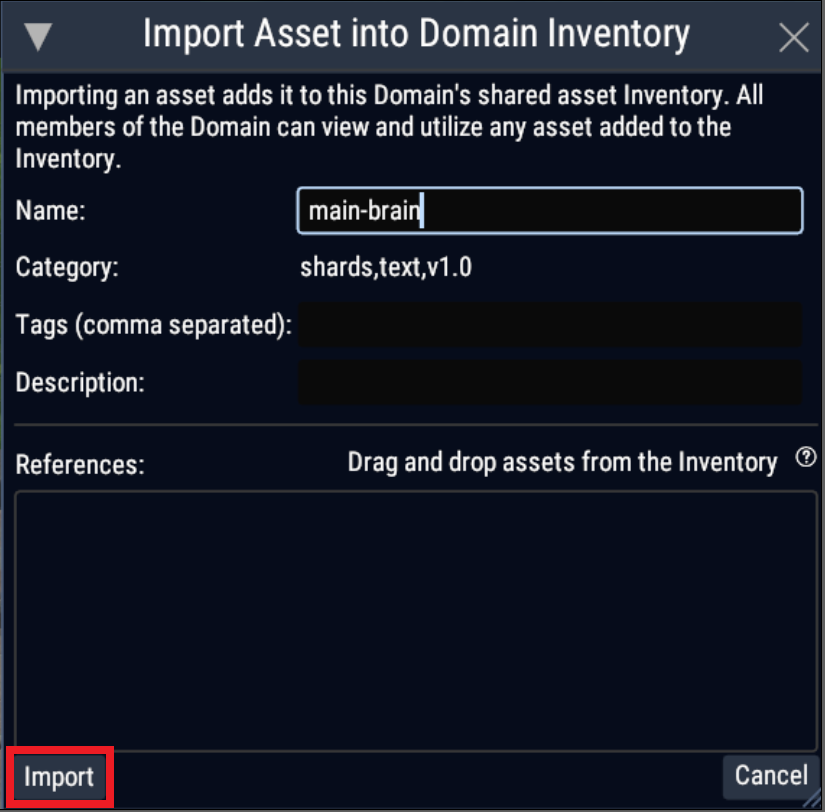 Import Asset into Domain Inventory
Importing an asset adds it to this Domain's shared asset Inventory. All
members of the Domain can view and utilize any asset added to the
Inventory.
Name: main-brain
Category: shards,text,v1.0
Tags (comma separated):
Description:
References: Drag and drop assets from the Inventory ?
Import Cancel